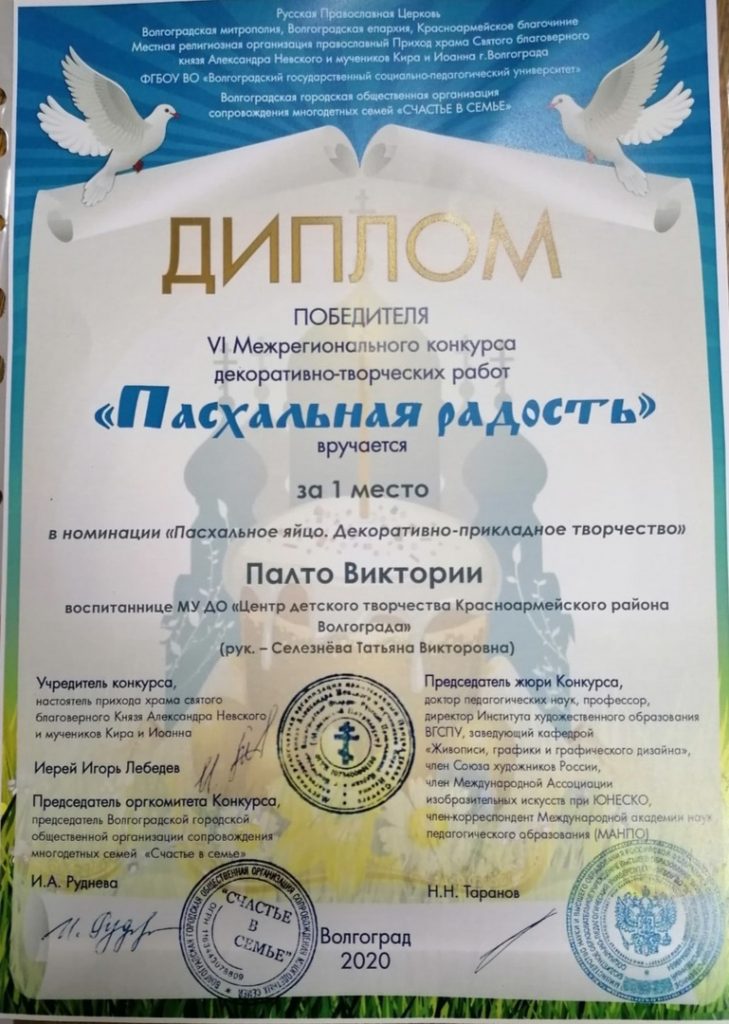 Русская Православная Церковь
Волгоградская митрополия, Волгоградская епархия, Красноармейское благочиние
Местная религиозная организация православный Приход храма Святого благоверного
князя Александра Невского и мучеников Кира и Иоанна г.Волгограда
ФГБОУ ВО «Волгоградский государственный социально-педагогический университет»
Волгоградская городская общественная организация
сопровождения многодетных семей «СЧАСТЬЕ В СЕМЬЕ»
ДИПЛОМ
ПОБЕДИТЕЛЯ
VI Межрегионального конкурса
декоративно-творческих работ
«Пасхальная радость»
вручается
за 1 место
в номинации «Пасхальное яйцо. Декоративно-прикладное творчество»
Палто Виктории
воспитаннице МУ ДО «Центр детского творчества Красноармейского района
Волгограда»
(рук. – Селезнёва Татьяна Викторовна)
Учредитель конкурса,
настоятель прихода храма святого
благоверного Князя Александра Невского
и мучеников Кира и Иоанна
Иерей Игорь Лебедев
Председатель оргкомитета Конкурса,
председатель Волгоградской городской
общественной организации сопровождения
многодетных семей «Счастье в семье»
И.А. Руднева
Председатель жюри Конкурса,
доктор педагогических наук, профессор,
директор Института художественного образования
ВГСПУ, заведующий кафедрой
«Живописи, графики и графического дизайна»,
член Союза художников России,
член Международной Ассоциации
изобразительных искусств при ЮНЕСКО,
член-корреспондент Международной академии наук
педагогического образования (МАНПО)
Н.Н. Таранов
"СЧАСТЬЕ
В
СЕМЬЕ"
Волгоград
2020